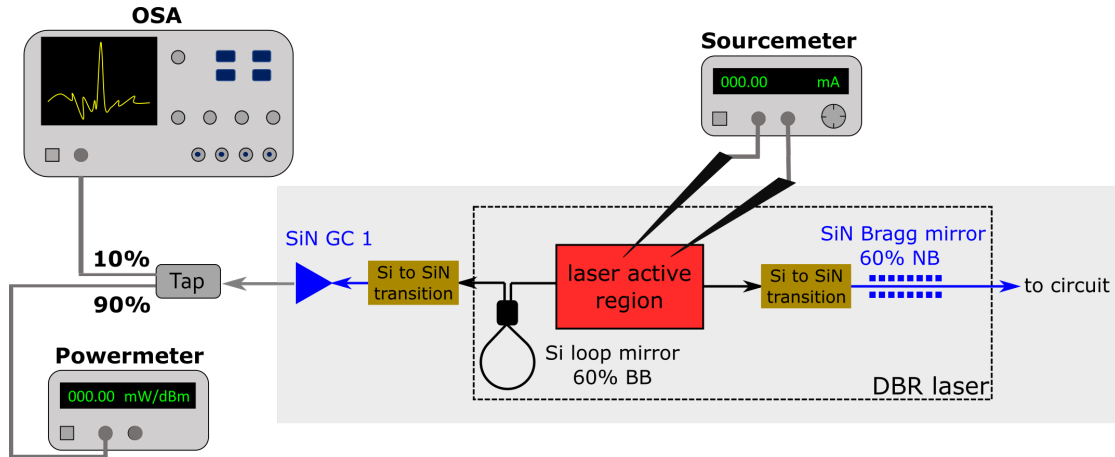 OSA
Sourcemeter
000.00 mA
SiN GC 1
SiN Bragg mirror
60% NB
10%
Tap
90%
Si to SiN
transition
laser active
region
Si to SiN
transition
to circuit
Si loop mirror
60% BB
Powermeter
000.00 mW/dBm
DBR laser